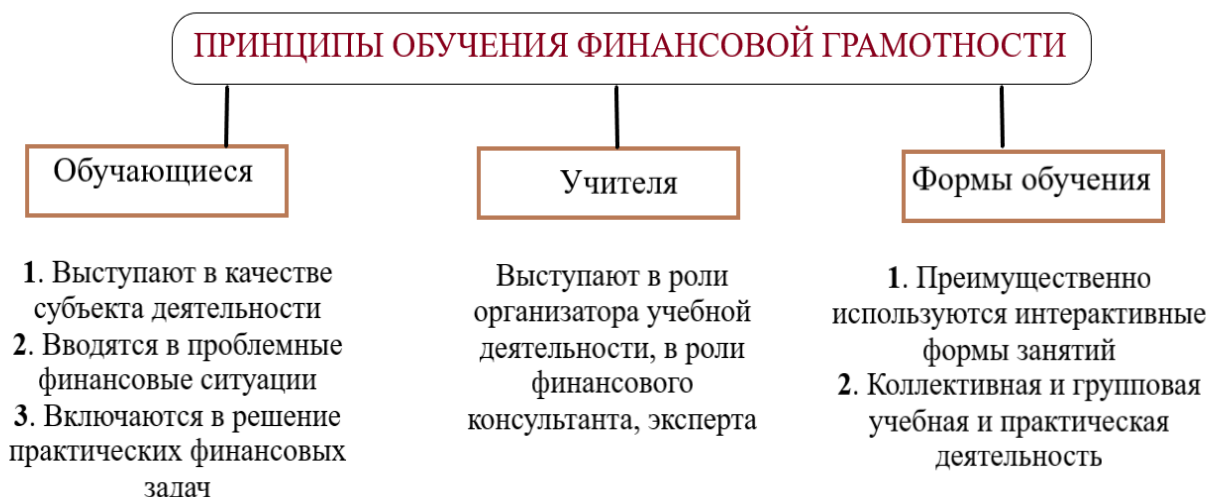 ПРИНЦИПЫ ОБУЧЕНИЯ ФИНАНСОВОЙ ГРАМОТНОСТИ
Обучающиеся
1. Выступают в качестве
субъекта деятельности
2. Вводятся в проблемные
финансовые ситуации
3. Включаются в решение
практических финансовых
задач
Учителя
Выступают в роли
организатора учебной
деятельности, в роли
финансового
консультанта, эксперта
Формы обучения
1. Преимущественно
используются интерактивные
формы занятий
2. Коллективная и групповая
учебная и практическая
деятельность